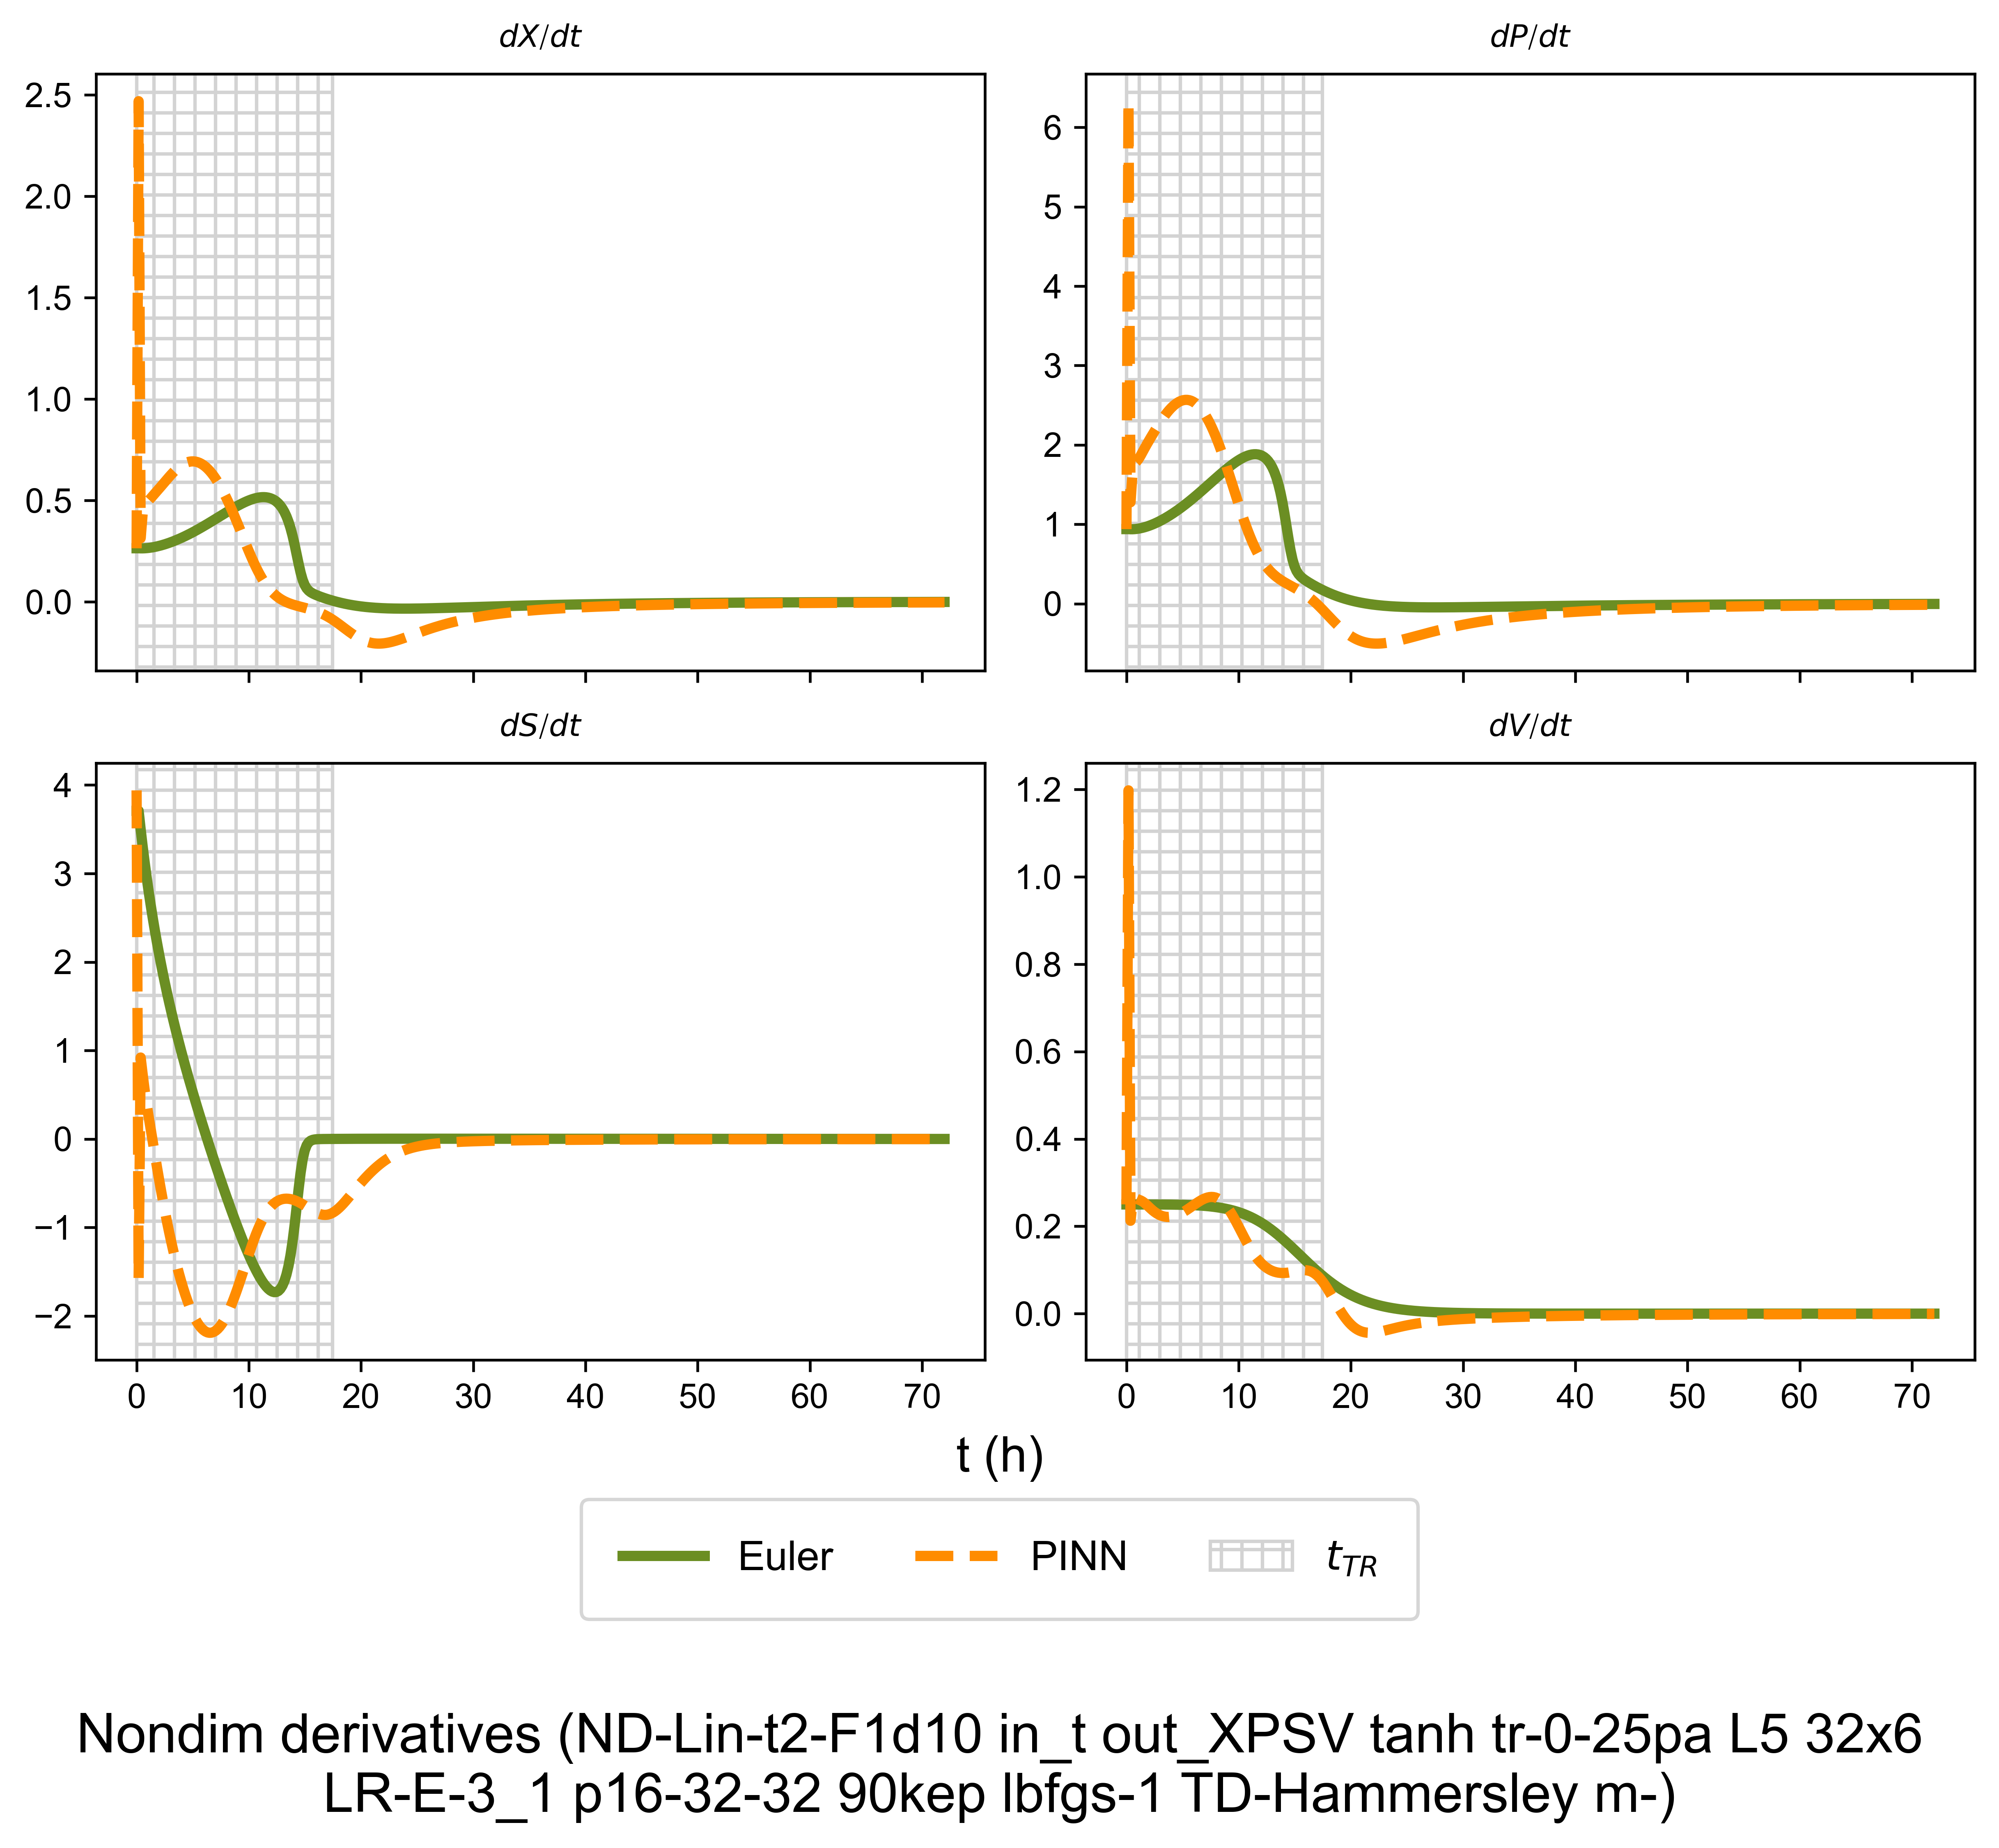 dX/dt
dP/dt
2.5
2.0
1.5
1.0
0.5
0.0
6
5
4
3
2
1
0
dS/dt
dV/dt
4
3
2
1
0
−1
−2
1.2
1.0
0.8
0.6
0.4
0.2
0.0
0 10 20 30 40 50 60 70
0 10 20 30 40 50 60 70
t (h)
Euler PINN t_TR
Nondim derivatives (ND-Lin-t2-F1d10 in_t out_XPSV tanh tr-0-25pa L5 32x6
LR-E-3_1 p16-32-32 90kep lbfgs-1 TD-Hammersley m-)